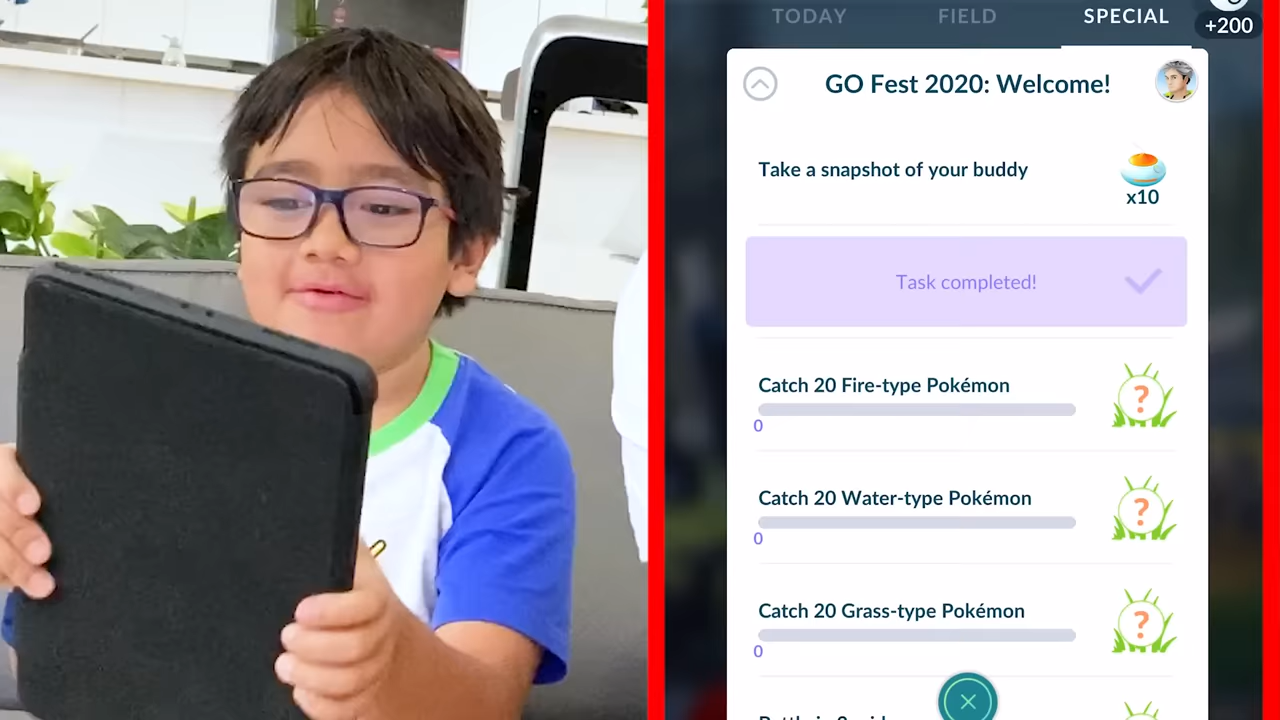 TODAY FIELD SPECIAL
+200
GO Fest 2020: Welcome!
Take a snapshot of your buddy
x10
Task completed!
Catch 20 Fire-type Pokémon
?
0
Catch 20 Water-type Pokémon
?
0
Catch 20 Grass-type Pokémon
?
0